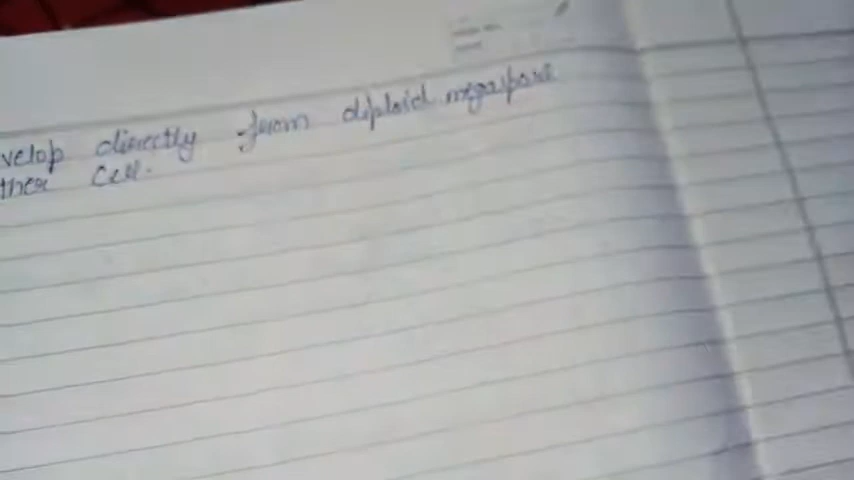 velop directly from diploid megaspore
ther cell.